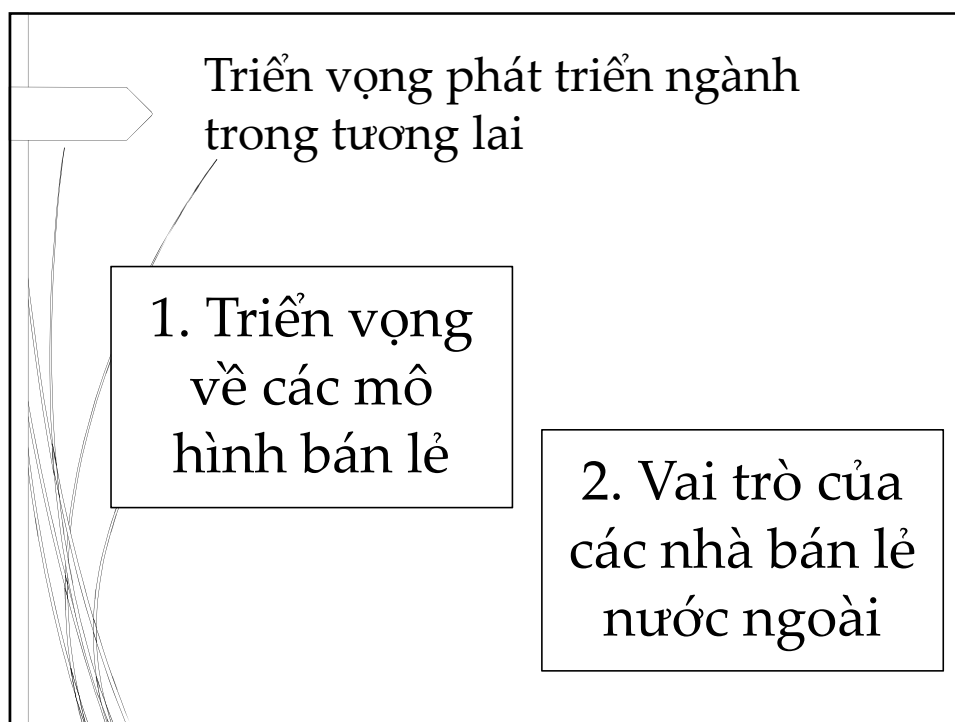 Triển vọng phát triển ngành
trong tương lai
1. Triển vọng
về các mô
hình bán lẻ
2. Vai trò của
các nhà bán lẻ
nước ngoài